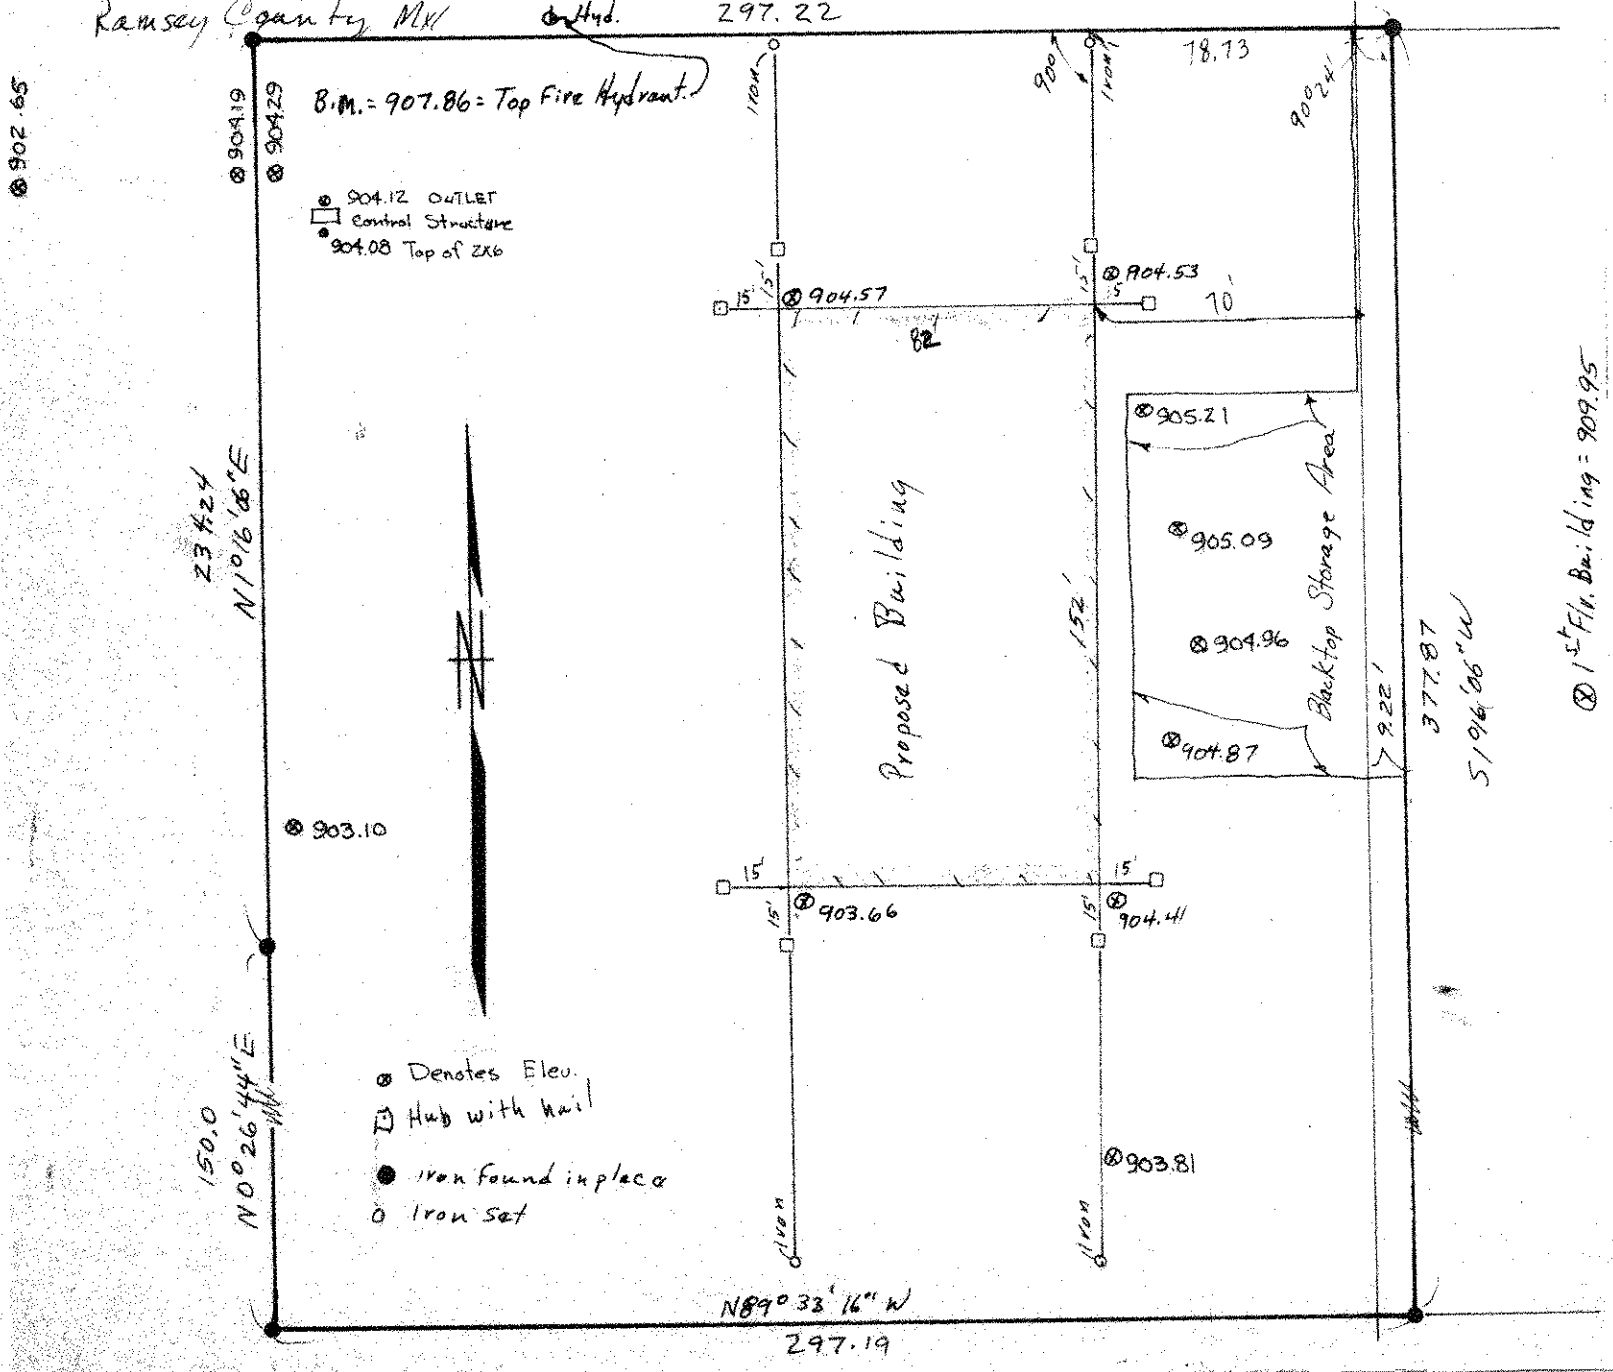 Ramsey County MN
Hyd.
297.22
78.73
B.M. = 907.86 = Top Fire Hydrant.
902.65
904.19
904.29
iron
90°
iron
90° 24'
904.12 OUTLET
Control Structure
904.08 Top of 2x6
15'
15'
904.57
15'
904.53
5
70'
82
905.21
234.24
N1°16'06"E
Proposed Building
152'
905.09
904.96
904.87
Blacktop Storage Area
9.22'
377.87
S1°16'06"W
1st Flr. Building = 909.95
903.10
15'
15'
903.66
15'
15'
904.41
150.0
N0°26'44"E
Denotes Elev.
Hub with nail
iron found in place
Iron set
903.81
iron
iron
N89°33'16"W
297.19